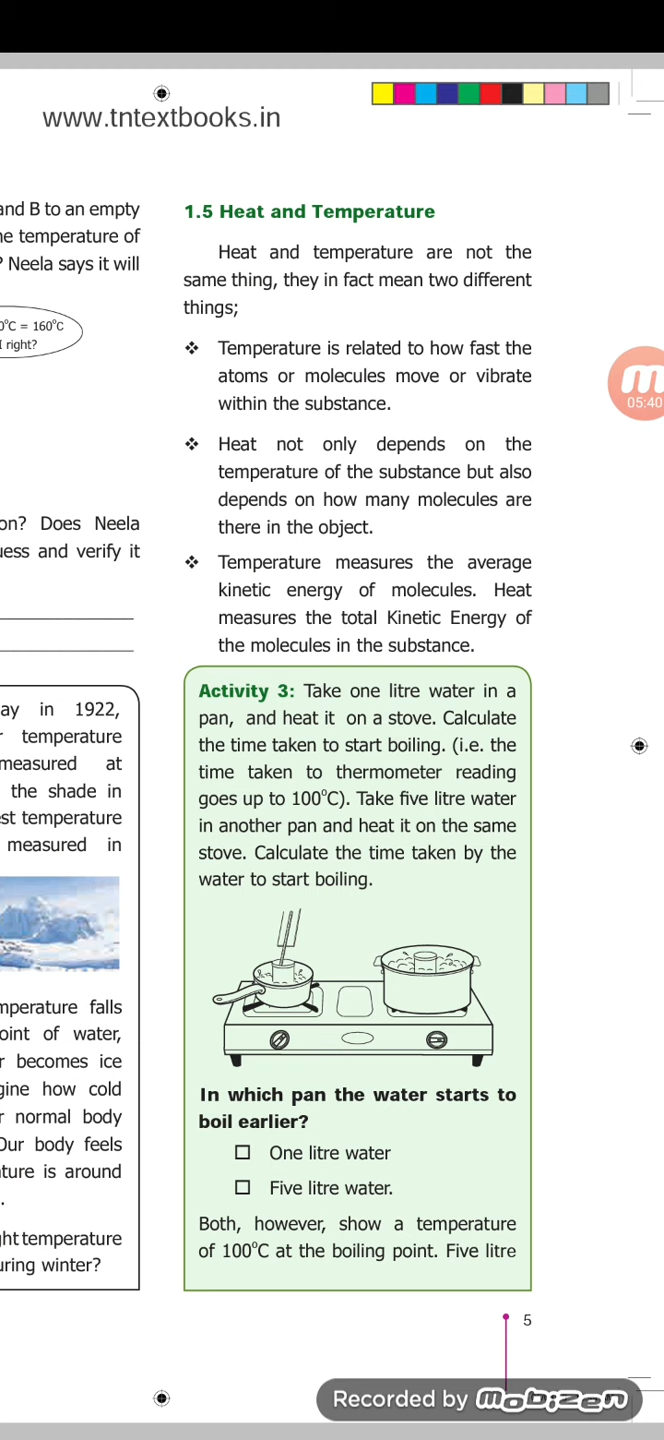 www.tntextbooks.in
and B to an empty
he temperature of
? Neela says it will
0°C = 160°C
I right?
on? Does Neela
uess and verify it
ay in 1922,
r temperature
measured at
the shade in
est temperature
measured in
mperature falls
oint of water,
r becomes ice
gine how cold
r normal body
Our body feels
ature is around
.
ght temperature
uring winter?
1.5 Heat and Temperature
Heat and temperature are not the
same thing, they in fact mean two different
things;
❖ Temperature is related to how fast the
atoms or molecules move or vibrate
within the substance.
❖ Heat not only depends on the
temperature of the substance but also
depends on how many molecules are
there in the object.
❖ Temperature measures the average
kinetic energy of molecules. Heat
measures the total Kinetic Energy of
the molecules in the substance.
Activity 3: Take one litre water in a
pan, and heat it on a stove. Calculate
the time taken to start boiling. (i.e. the
time taken to thermometer reading
goes up to 100°C). Take five litre water
in another pan and heat it on the same
stove. Calculate the time taken by the
water to start boiling.
In which pan the water starts to
boil earlier?
☐ One litre water
☐ Five litre water.
Both, however, show a temperature
of 100°C at the boiling point. Five litre
5
m
05:40
Recorded by mobizen